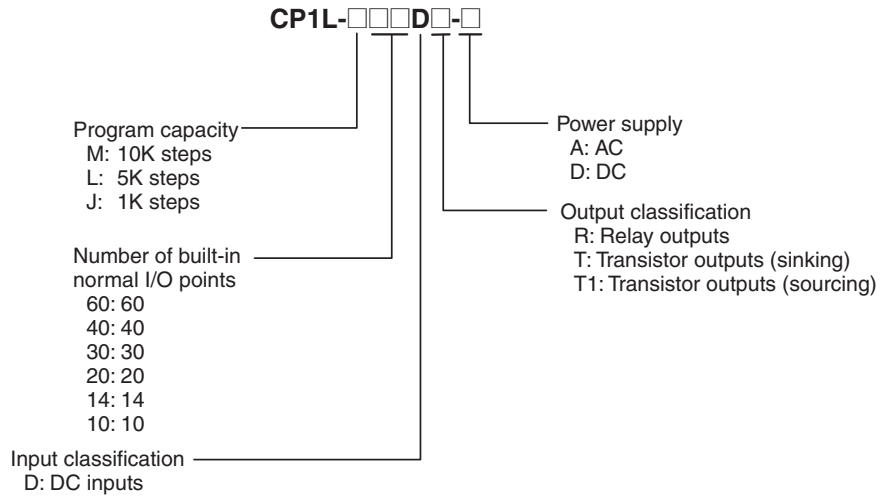 CP1L-□□□D□-□
Program capacity
M: 10K steps
L: 5K steps
J: 1K steps
Number of built-in
normal I/O points
60: 60
40: 40
30: 30
20: 20
14: 14
10: 10
Input classification
D: DC inputs
Power supply
A: AC
D: DC
Output classification
R: Relay outputs
T: Transistor outputs (sinking)
T1: Transistor outputs (sourcing)